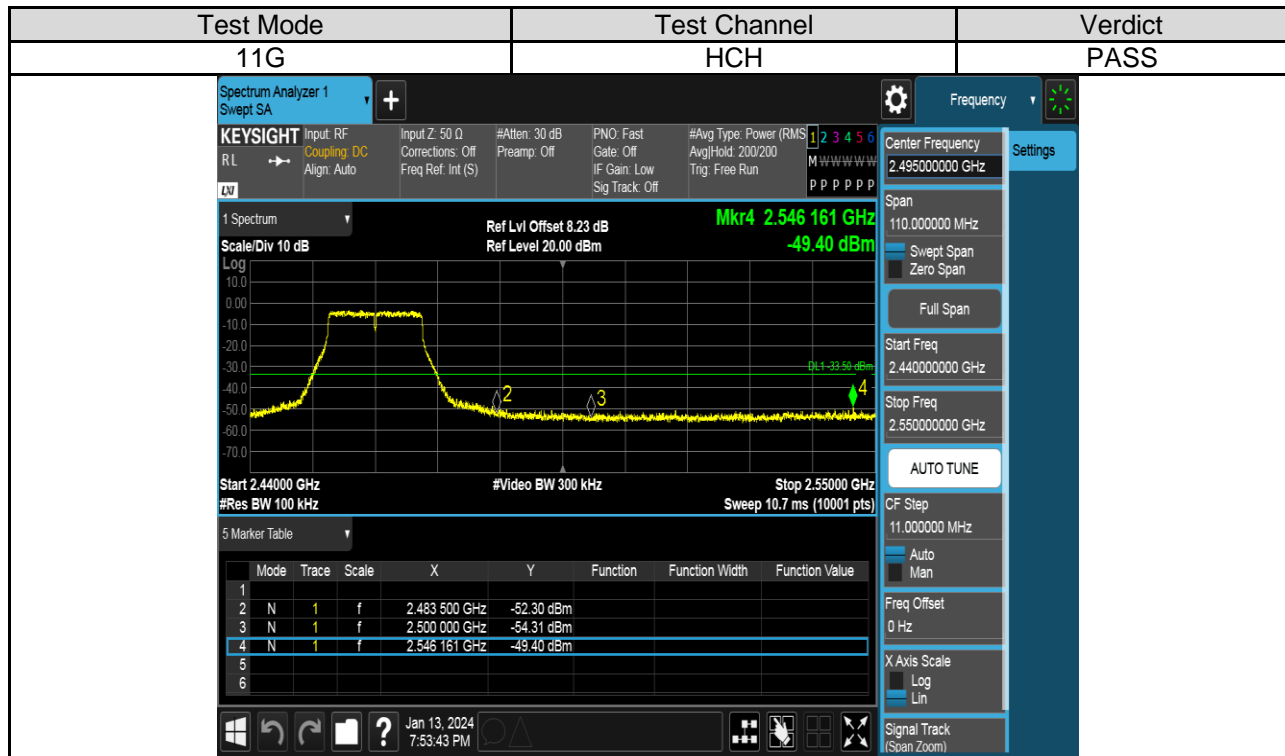 Test Mode Test Channel Verdict
11G HCH PASS
Spectrum Analyzer 1
Swept SA
+
Frequency
KEYSIGHT Input: RF Input Z: 50 Ω #Atten: 30 dB PNO: Fast #Avg Type: Power (RMS 1 2 3 4 5 6
RL Coupling: DC Corrections: Off Preamp: Off Gate: Off Avg|Hold: 200/200 M W W W W W
Align: Auto Freq Ref: Int (S) IF Gain: Low Trig: Free Run
LXI Sig Track: Off P P P P P P
1 Spectrum Ref Lvl Offset 8.23 dB Mkr4 2.546 161 GHz
Scale/Div 10 dB Ref Level 20.00 dBm -49.40 dBm
Log
10.0
0.00
-10.0
-20.0
-30.0 DL1 -33.50 dBm
-40.0
2 3 4
-50.0
-60.0
-70.0
Start 2.44000 GHz #Video BW 300 kHz Stop 2.55000 GHz
#Res BW 100 kHz Sweep 10.7 ms (10001 pts)
5 Marker Table
Mode Trace Scale X Y Function Function Width Function Value
1
2 N 1 f 2.483 500 GHz -52.30 dBm
3 N 1 f 2.500 000 GHz -54.31 dBm
4 N 1 f 2.546 161 GHz -49.40 dBm
5
6
? Jan 13, 2024
7:53:43 PM
Center Frequency
2.495000000 GHz
Settings
Span
110.000000 MHz
Swept Span
Zero Span
Full Span
Start Freq
2.440000000 GHz
Stop Freq
2.550000000 GHz
AUTO TUNE
CF Step
11.000000 MHz
Auto
Man
Freq Offset
0 Hz
X Axis Scale
Log
Lin
Signal Track
(Span Zoom)